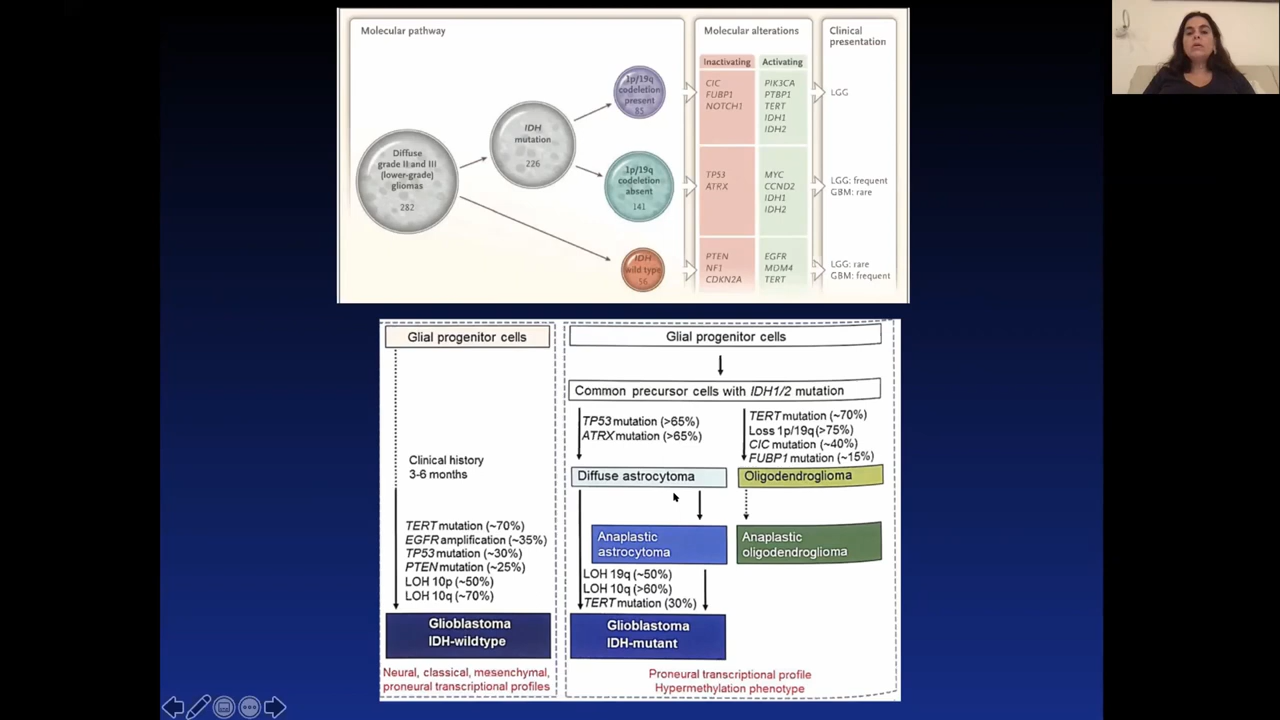 Molecular pathway
Diffuse
grade II and III
(lower-grade)
gliomas
282
IDH
mutation
226
1p/19q
codeletion
present
85
1p/19q
codeletion
absent
141
IDH
wild type
56
Molecular alterations
Inactivating
Activating
CIC
FUBP1
NOTCH1
PIK3CA
PTBP1
TERT
IDH1
IDH2
TP53
ATRX
MYC
CCND2
IDH1
IDH2
PTEN
NF1
CDKN2A
EGFR
MDM4
TERT
Clinical
presentation
LGG
LGG: frequent
GBM: rare
LGG: rare
GBM: frequent
Glial progenitor cells
Clinical history
3-6 months
TERT mutation (~70%)
EGFR amplification (~35%)
TP53 mutation (~30%)
PTEN mutation (~25%)
LOH 10p (~50%)
LOH 10q (~70%)
Glioblastoma
IDH-wildtype
Neural, classical, mesenchymal,
proneural transcriptional profiles
Glial progenitor cells
Common precursor cells with IDH1/2 mutation
TP53 mutation (>65%)
ATRX mutation (>65%)
TERT mutation (~70%)
Loss 1p/19q (>75%)
CIC mutation (~40%)
FUBP1 mutation (~15%)
Diffuse astrocytoma
Oligodendroglioma
Anaplastic
astrocytoma
Anaplastic
oligodendroglioma
LOH 19q (~50%)
LOH 10q (>60%)
TERT mutation (30%)
Glioblastoma
IDH-mutant
Proneural transcriptional profile
Hypermethylation phenotype